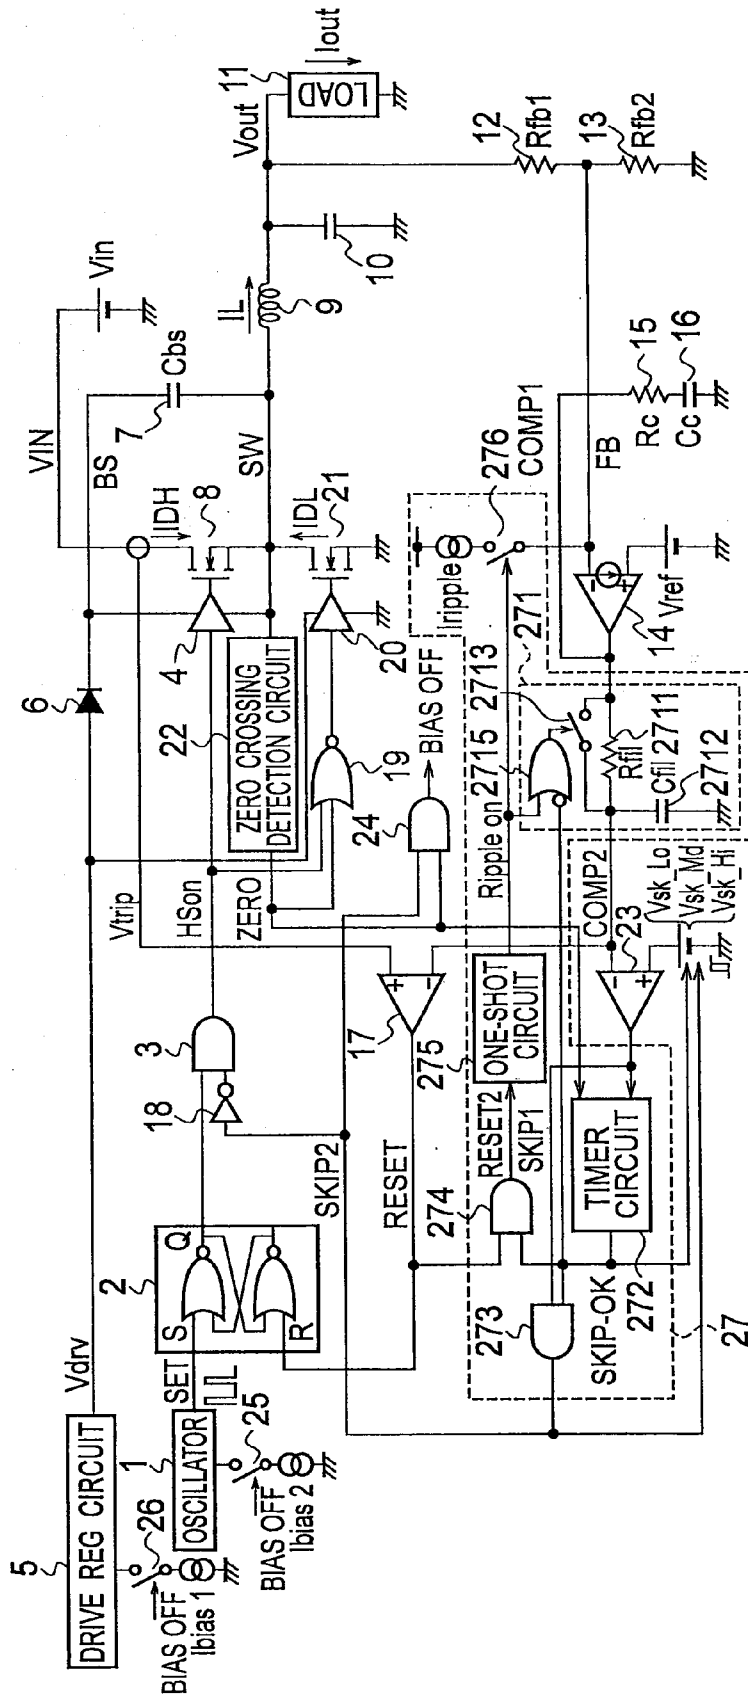 5
DRIVE REG CIRCUIT
Vdrv
26
BIAS OFF
Ibias 1
1
OSCILLATOR
SET
25
BIAS OFF
Ibias 2
2
S
Q
R
18
3
HSon
Vtrip
ZERO
6
VIN
BS
Vin
4
IDH
8
7
Cbs
SW
22
ZERO CROSSING
DETECTION CIRCUIT
IDL
21
20
19
IL
9
10
Vout
11
LOAD
Iout
12
Rfb1
13
Rfb2
SKIP2
RESET
17
24
BIAS OFF
274
RESET2
SKIP1
275
ONE-SHOT
CIRCUIT
Ripple on
Iripple
276
COMP1
271
2715
2713
Rfil
2711
Cfil
2712
14
Vref
FB
Rc
15
Cc
16
273
SKIP-OK
TIMER
CIRCUIT
272
27
COMP2
23
Vsk_Lo
Vsk_Md
Vsk_Hi